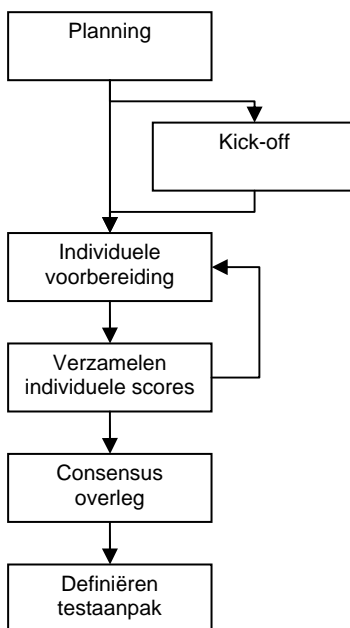 Planning
Kick-off
Individuele
voorbereiding
Verzamelen
individuele scores
Consensus
overleg
Definiëren
testaanpak